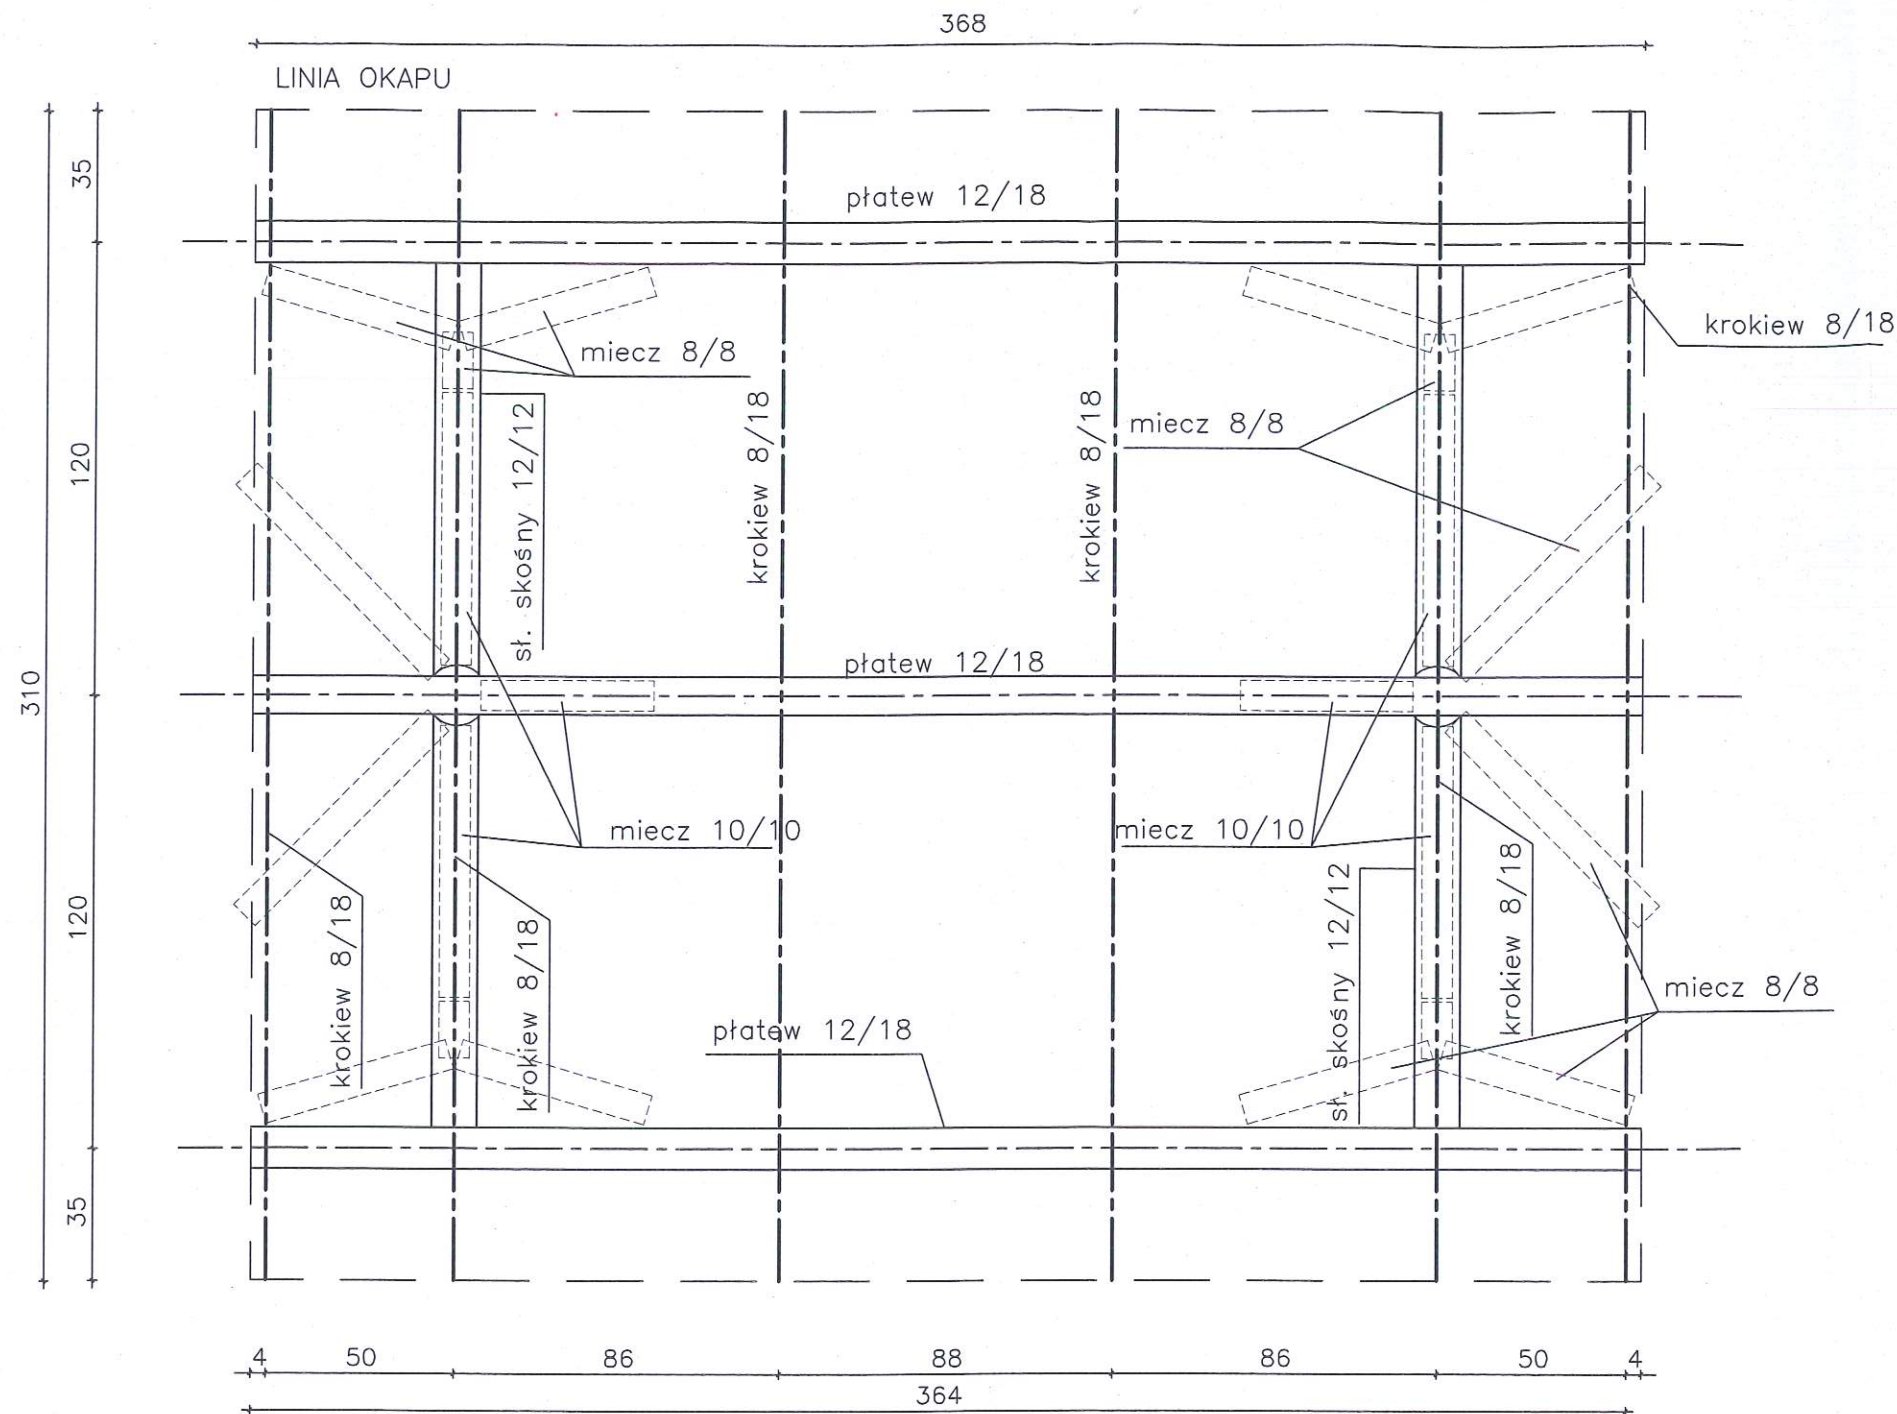 368
LINIA OKAPU
35
płatew 12/18
krokiew 8/18
miecz 8/8
krokiew 8/18
krokiew 8/18
miecz 8/8
sł. skośny 12/12
120
płatew 12/18
310
miecz 10/10
miecz 10/10
120
krokiew 8/18
krokiew 8/18
sł. skośny 12/12
krokiew 8/18
miecz 8/8
płatew 12/18
35
4 50 86 88 86 50 4
364